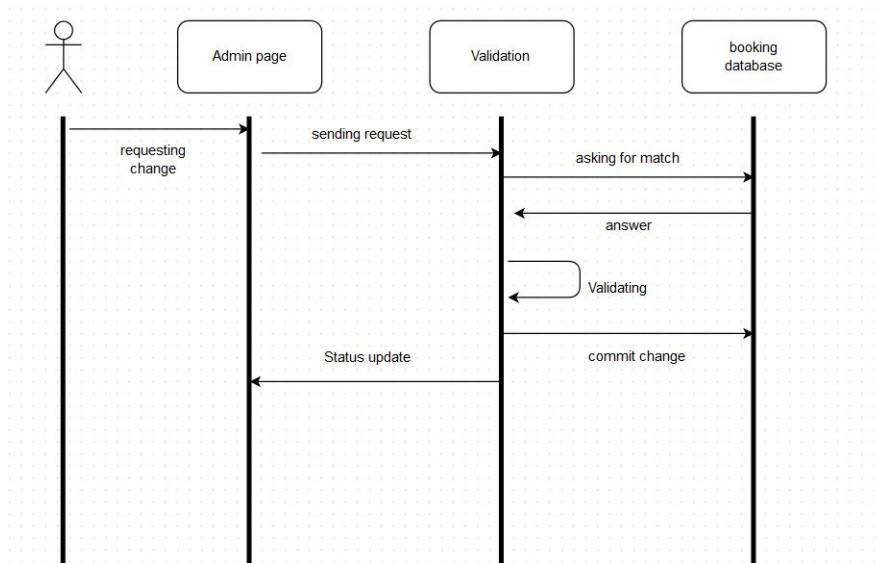 Admin page
Validation
booking
database
requesting
change
sending request
asking for match
answer
Validating
commit change
Status update